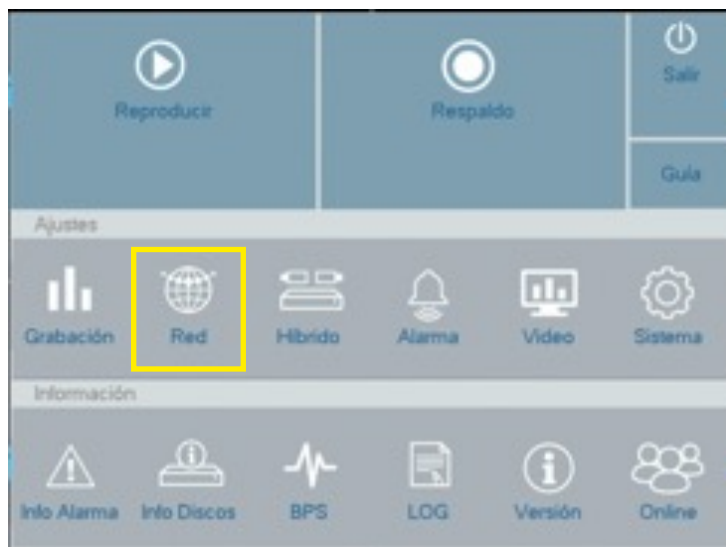 Reproducir
Respaldo
Salir
Guía
Ajustes
Grabación
Red
Híbrido
Alarma
Video
Sistema
Información
Info Alarma
Info Discos
BPS
LOG
Versión
Online